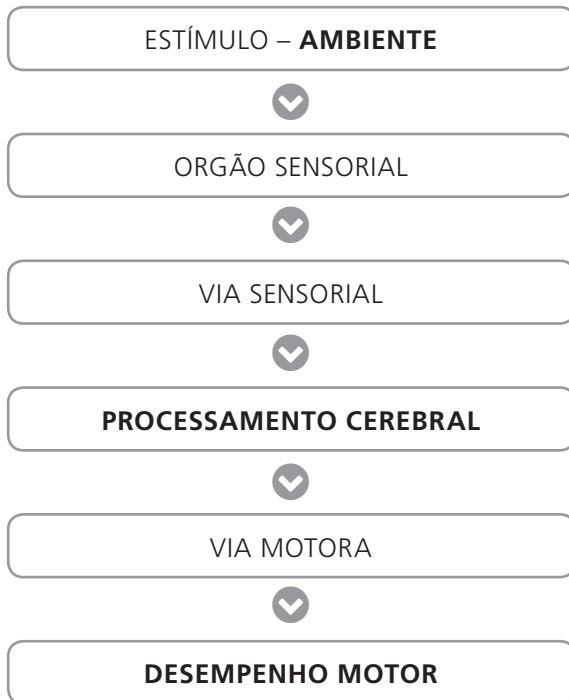 ESTÍMULO – AMBIENTE
ORGÃO SENSORIAL
VIA SENSORIAL
PROCESSAMENTO CEREBRAL
VIA MOTORA
DESEMPENHO MOTOR